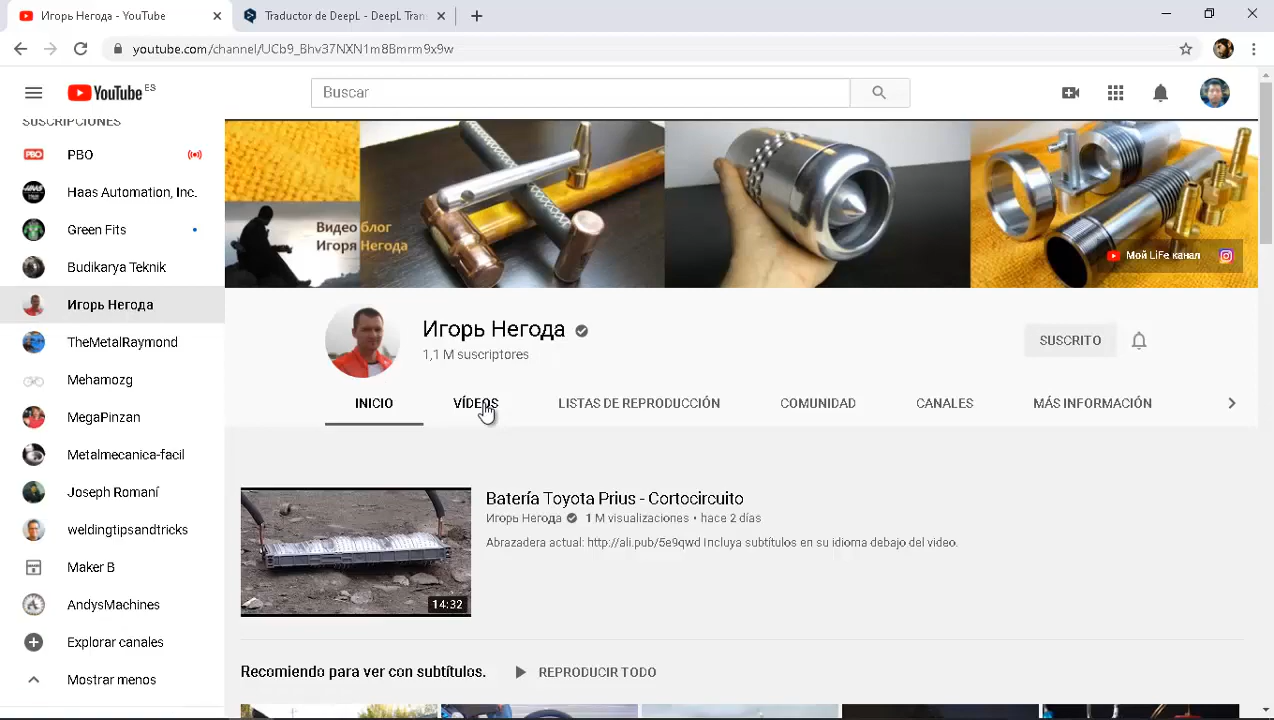 Игорь Негода - YouTube
Traductor de DeepL - DeepL Tran
youtube.com/channel/UCb9_Bhv37NXN1m8Bmrm9x9w
YouTube ES
Buscar
SUSCRIPCIONES
PBO
PBO
Haas Automation, Inc.
Green Fits
Budikarya Teknik
Игорь Негода
TheMetalRaymond
Mehamozg
MegaPinzan
Metalmecanica-facil
Joseph Romaní
weldingtipsandtricks
Maker B
AndysMachines
Explorar canales
Mostrar menos
Видео блог
Игоря Негода
Мой LiFe канал
Игорь Негода
1,1 M suscriptores
SUSCRITO
INICIO
VÍDEOS
LISTAS DE REPRODUCCIÓN
COMUNIDAD
CANALES
MÁS INFORMACIÓN
Batería Toyota Prius - Cortocircuito
Игорь Негода 1 M visualizaciones • hace 2 días
Abrazadera actual: http://ali.pub/5e9qwd Incluya subtítulos en su idioma debajo del video.
14:32
Recomiendo para ver con subtítulos.
REPRODUCIR TODO